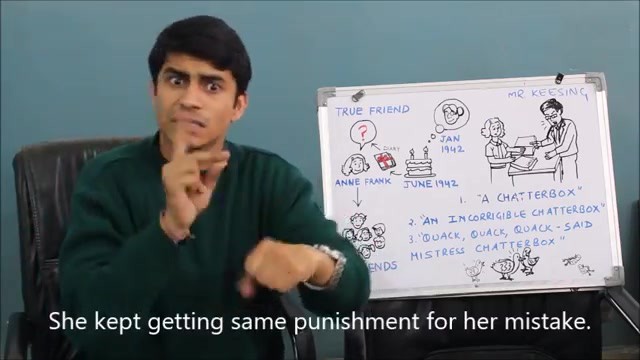 TRUE FRIEND
MR KEESING
?
DIARY
JAN
1942
ANNE FRANK
JUNE 1942
1. "A CHATTERBOX"
2. "AN INCORRIGIBLE CHATTERBOX"
3. "QUACK, QUACK, QUACK - SAID
MISTRESS CHATTERBOX"
ENDS
She kept getting same punishment for her mistake.